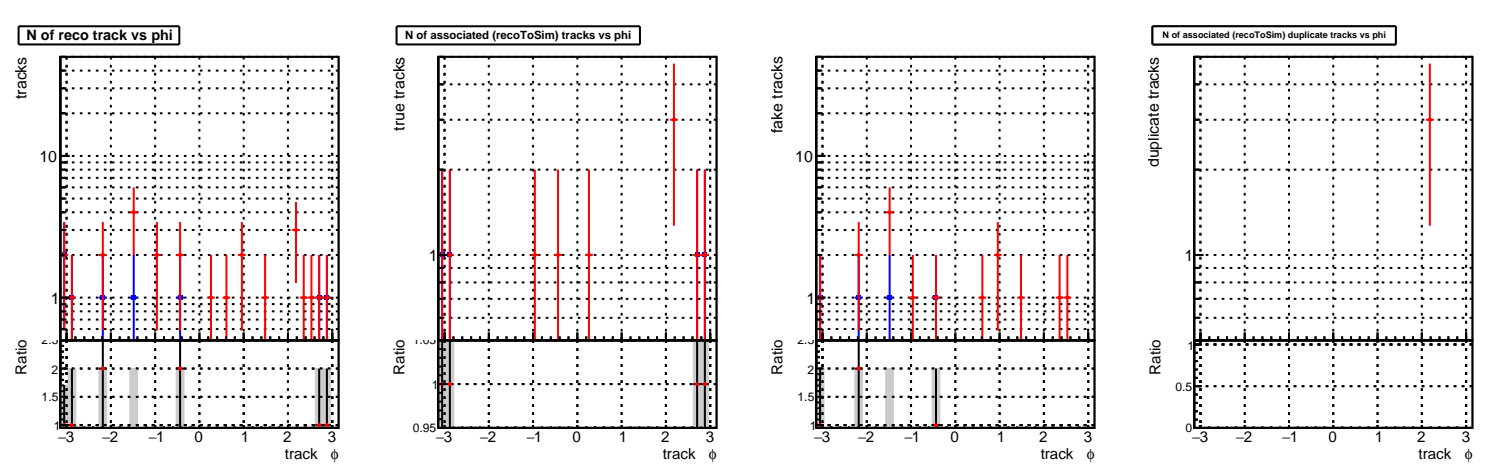 N of reco track vs phi
tracks
10
1
Ratio
2.5
2
1.5
1
−3 −2 −1 0 1 2 3
track φ
N of associated (recoToSim) tracks vs phi
true tracks
1
Ratio
1.05
1
0.95
−3 −2 −1 0 1 2 3
track φ
fake tracks
10
1
Ratio
2.5
2
1.5
1
−3 −2 −1 0 1 2 3
track φ
N of associated (recoToSim) duplicate tracks vs phi
duplicate tracks
1
Ratio
1
0.5
0
−3 −2 −1 0 1 2 3
track φ